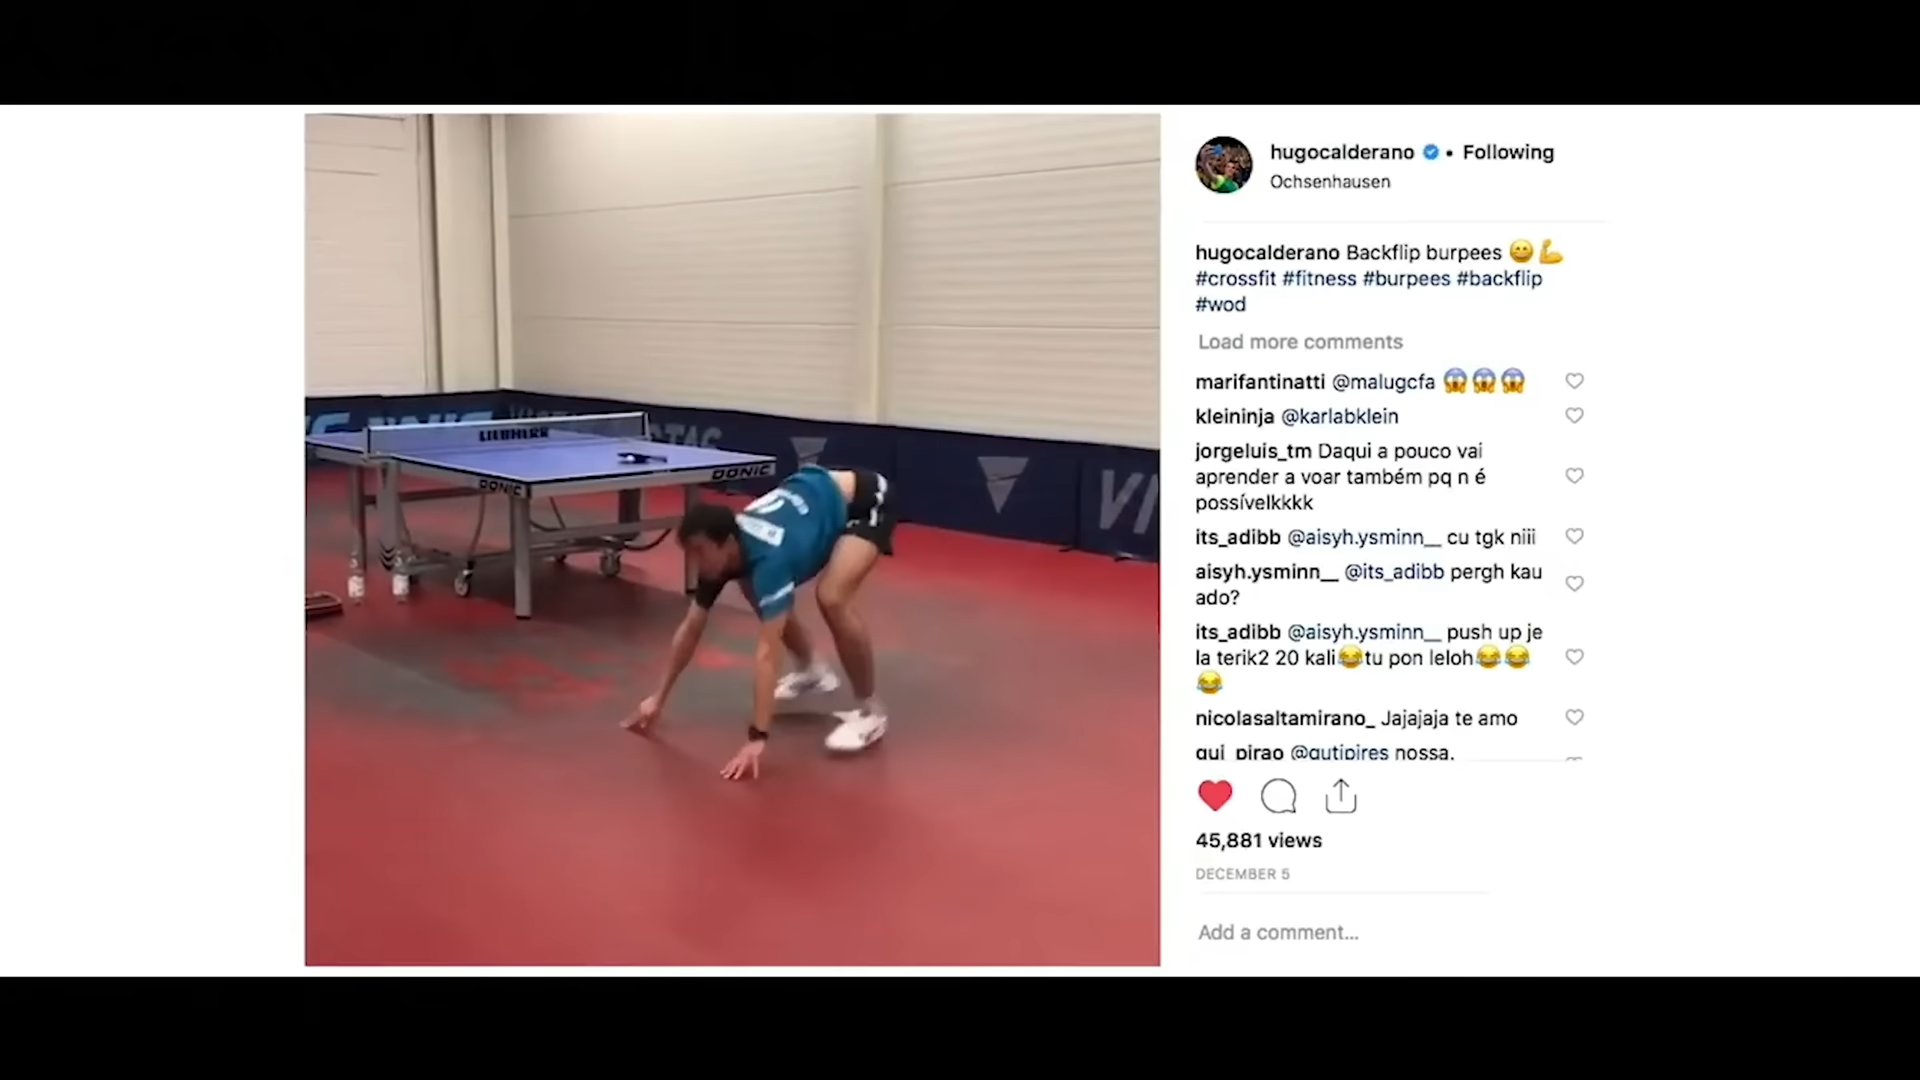 LIEBHERR
DONIC
DONIC
hugocalderano • Following
Ochsenhausen
hugocalderano Backflip burpees 😄💪
#crossfit #fitness #burpees #backflip
#wod
Load more comments
marifantinatti @malugcfa 😱😱😱
kleininja @karlabklein
jorgeluis_tm Daqui a pouco vai
aprender a voar também pq n é
possívelkkkk
its_adibb @aisyh.ysminn__ cu tgk niii
aisyh.ysminn__ @its_adibb pergh kau
ado?
its_adibb @aisyh.ysminn__ push up je
la terik2 20 kali😂tu pon leloh😂😂
😂
nicolasaltamirano_ Jajajaja te amo
gui_pirao @gutipires nossa.
45,881 views
DECEMBER 5
Add a comment...